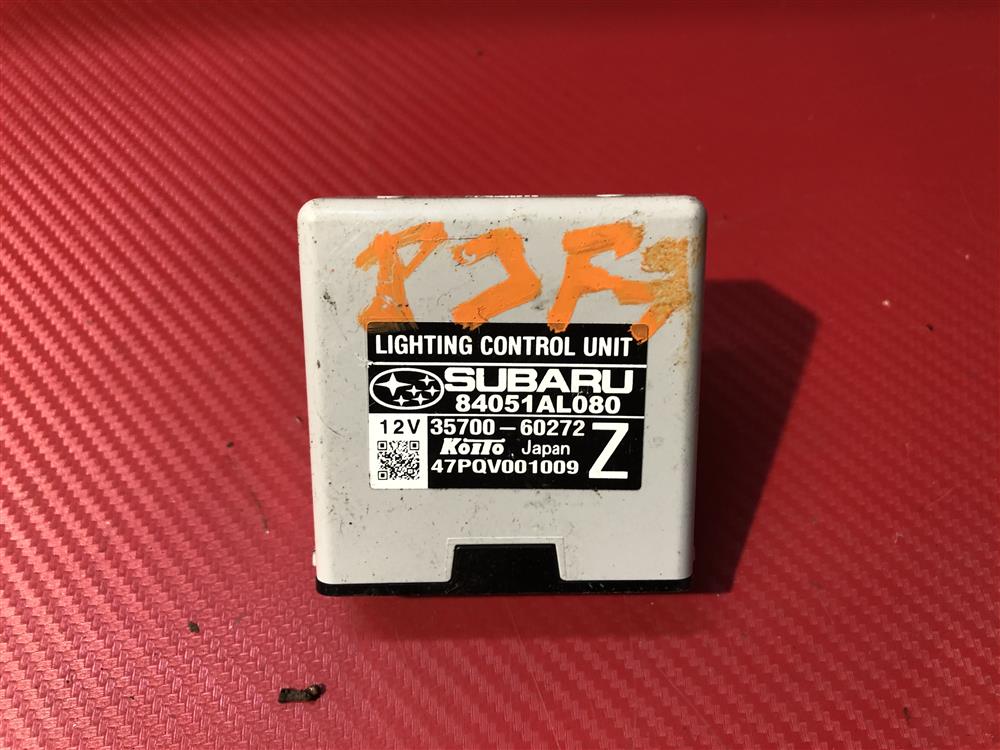 LIGHTING CONTROL UNIT
SUBARU
84051AL080
12V 35700-60272 Z
KOITO Japan
47PQV001009